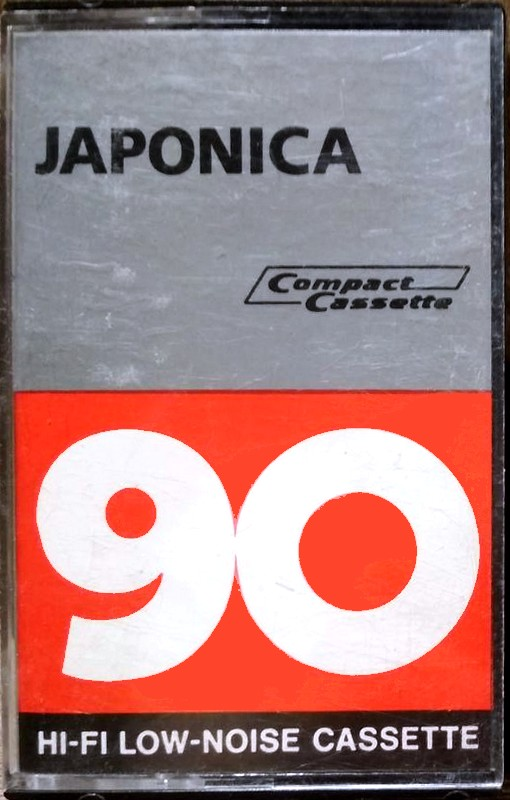 JAPONICA
Compact
Cassette
90
HI-FI LOW-NOISE CASSETTE